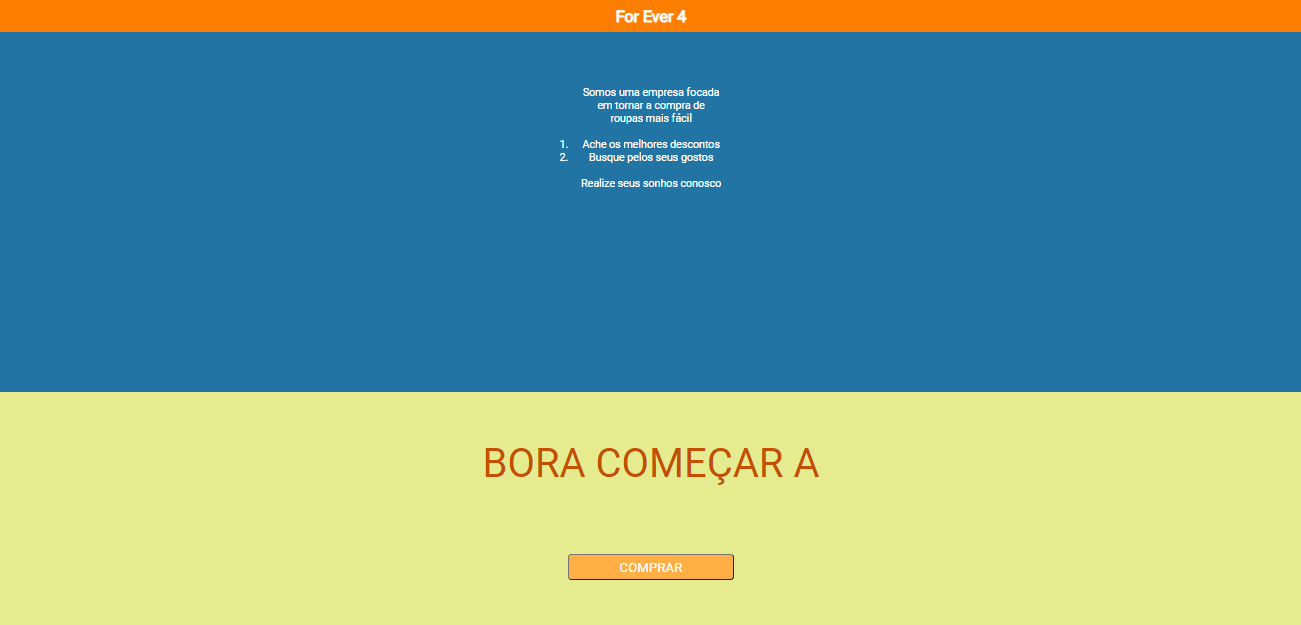 For Ever 4
Somos uma empresa focada
em tornar a compra de
roupas mais fácil
1. Ache os melhores descontos
2. Busque pelos seus gostos
Realize seus sonhos conosco
BORA COMEÇAR A
COMPRAR